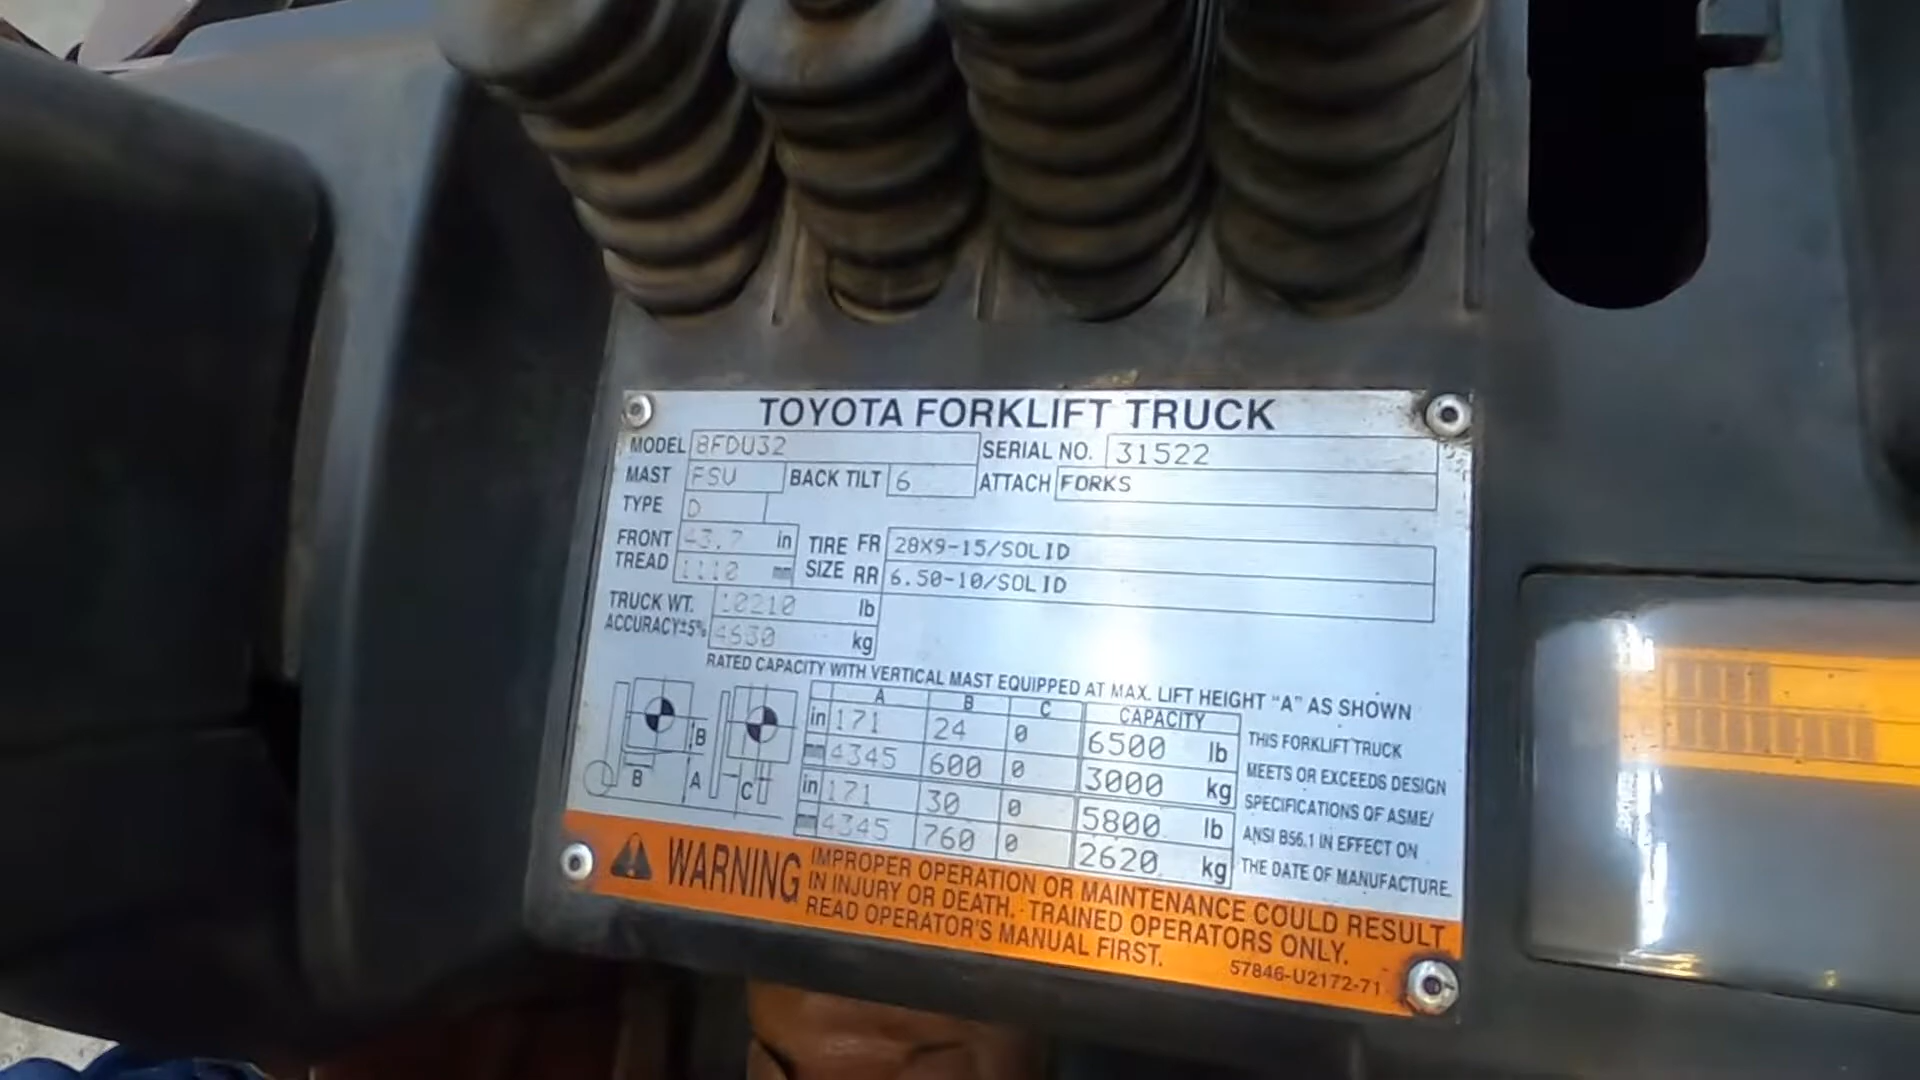 TOYOTA FORKLIFT TRUCK
MODEL 8FDU32 SERIAL NO. 31522
MAST FSV BACK TILT 6 ATTACH FORKS
TYPE D
FRONT TREAD 43.7 in TIRE SIZE FR 28X9-15/SOLID
1110 mm RR 6.50-10/SOLID
TRUCK WT. 10210 lb
ACCURACY±5% 4630 kg
RATED CAPACITY WITH VERTICAL MAST EQUIPPED AT MAX. LIFT HEIGHT "A" AS SHOWN
A B C CAPACITY
in 171 24 0 6500 lb
mm 4345 600 0 3000 kg
in 171 30 0 5800 lb
mm 4345 760 0 2620 kg
B
B A C
THIS FORKLIFT TRUCK
MEETS OR EXCEEDS DESIGN
SPECIFICATIONS OF ASME/
ANSI B56.1 IN EFFECT ON
THE DATE OF MANUFACTURE.
WARNING
IMPROPER OPERATION OR MAINTENANCE COULD RESULT
IN INJURY OR DEATH. TRAINED OPERATORS ONLY.
READ OPERATOR'S MANUAL FIRST.
57846-U2172-71